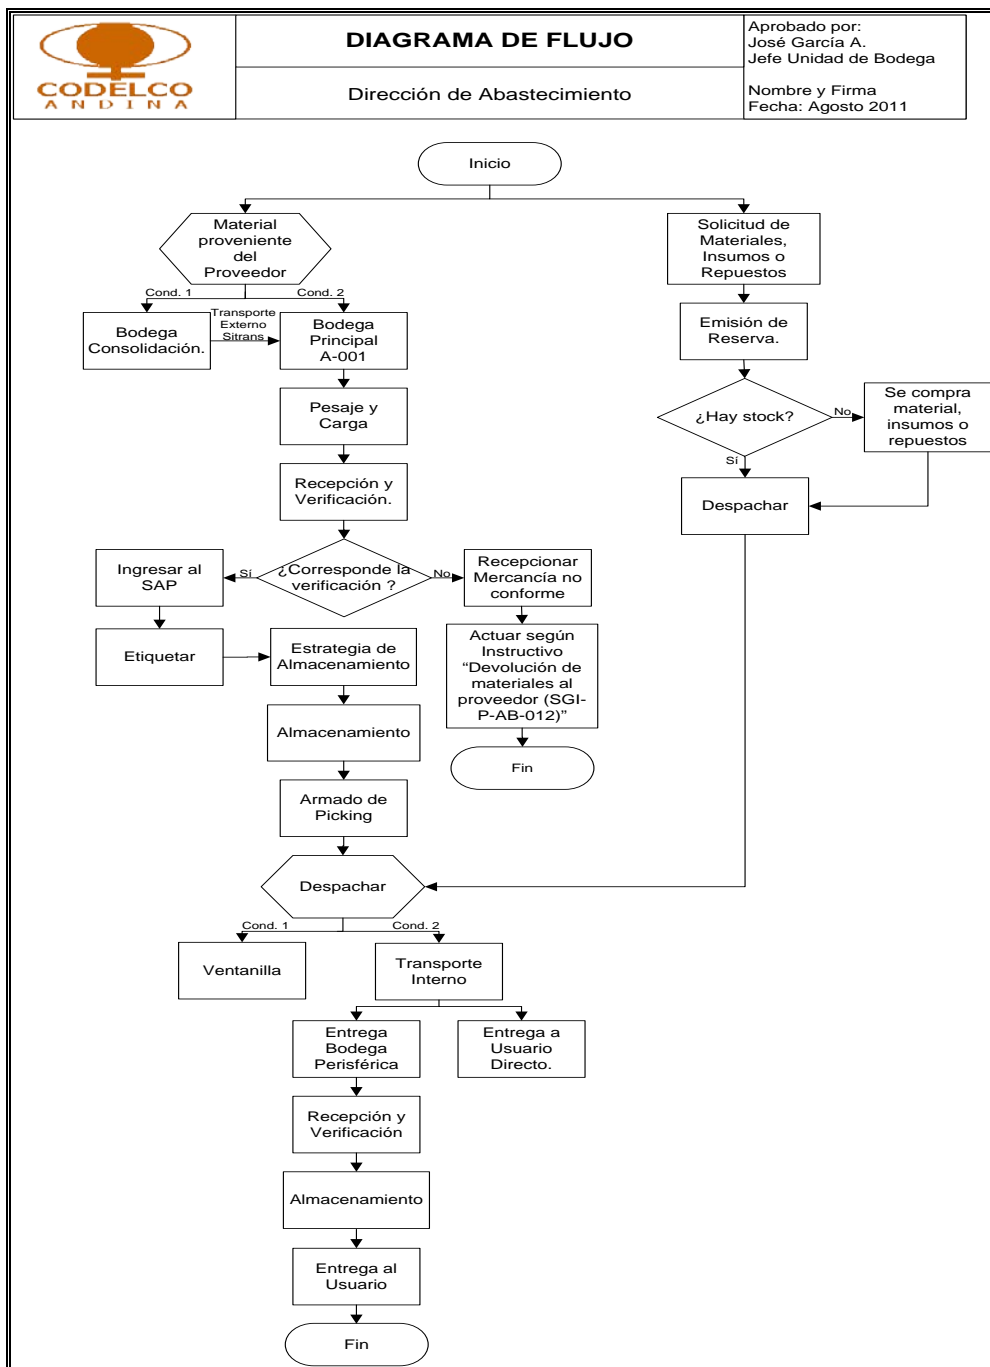 CODELCO
ANDINA
DIAGRAMA DE FLUJO
Dirección de Abastecimiento
Aprobado por:
José García A.
Jefe Unidad de Bodega
Nombre y Firma
Fecha: Agosto 2011
Inicio
Material
proveniente
del
Proveedor
Solicitud de
Materiales,
Insumos o
Repuestos
Cond. 1
Cond. 2
Bodega
Consolidación.
Transporte
Externo
Sitrans
Bodega
Principal
A-001
Emisión de
Reserva.
Pesaje y
Carga
¿Hay stock?
No
Se compra
material,
insumos o
repuestos
Sí
Recepción y
Verificación.
Despachar
Ingresar al
SAP
Sí
¿Corresponde la
verificación ?
No
Recepcionar
Mercancía no
conforme
Etiquetar
Estrategia de
Almacenamiento
Actuar según
Instructivo
“Devolución de
materiales al
proveedor (SGI-
P-AB-012)”
Almacenamiento
Fin
Armado de
Picking
Despachar
Cond. 1
Cond. 2
Ventanilla
Transporte
Interno
Entrega
Bodega
Perisférica
Entrega a
Usuario
Directo.
Recepción y
Verificación
Almacenamiento
Entrega al
Usuario
Fin